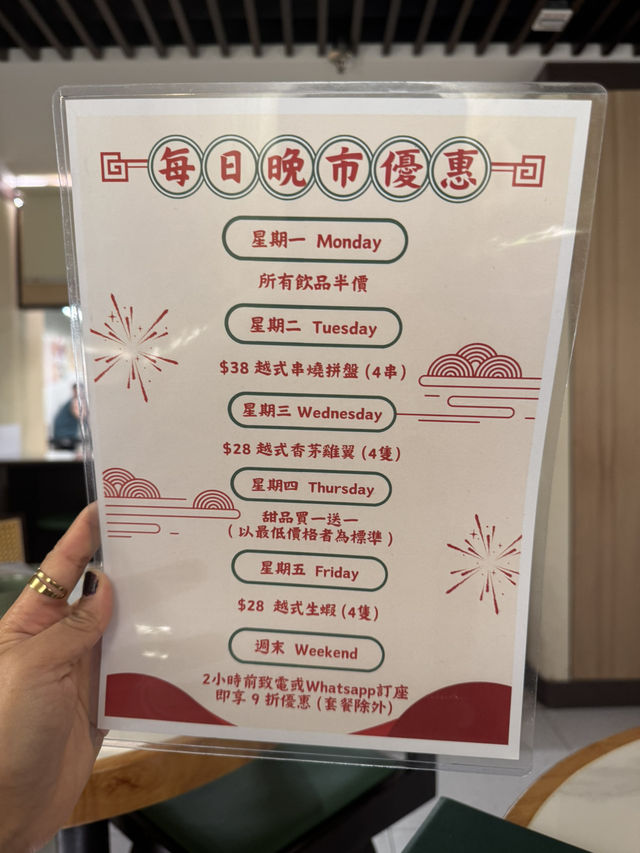 每日晚市優惠
星期一 Monday
所有飲品半價
星期二 Tuesday
$38 越式串燒拼盤 (4串)
星期三 Wednesday
$28 越式香茅雞翼 (4隻)
星期四 Thursday
甜品買一送一
( 以最低價格者為標準 )
星期五 Friday
$28 越式生蝦 (4隻)
週末 Weekend
2小時前致電或Whatsapp訂座
即享 9 折優惠 (套餐除外)